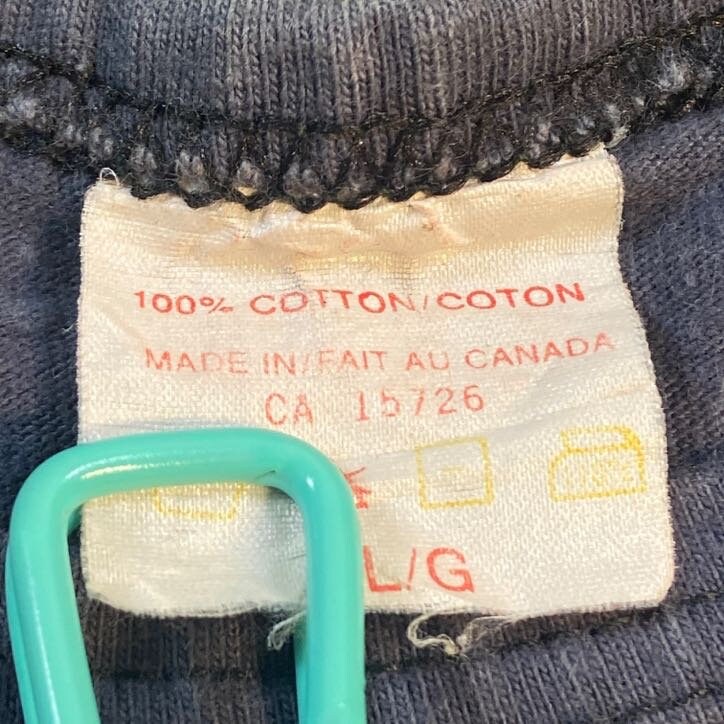 100% COTTON/COTON
MADE IN/FAIT AU CANADA
CA 15726
L/G